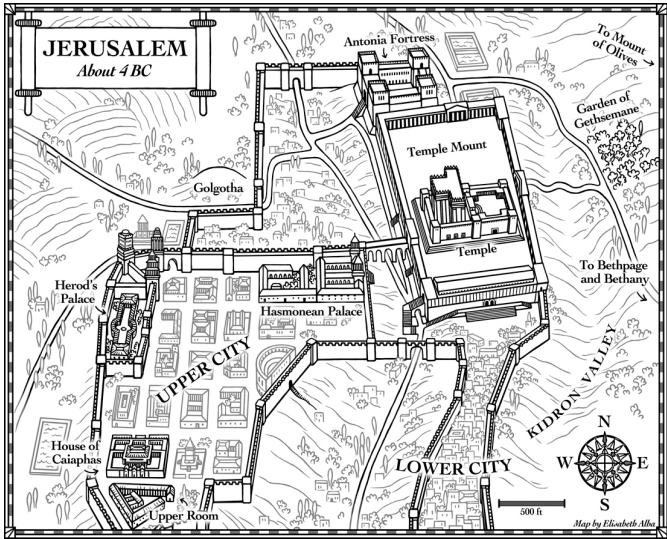 JERUSALEM
About 4 BC
Antonia Fortress
To Mount
of Olives
Garden of
Gethsemane
Temple Mount
Golgotha
Temple
To Bethpage
and Bethany
Herod's
Palace
Hasmonean Palace
UPPER CITY
KIDRON VALLEY
N
W
E
S
House of
Caiaphas
LOWER CITY
Upper Room
500 ft
Map by Elisabeth Alba